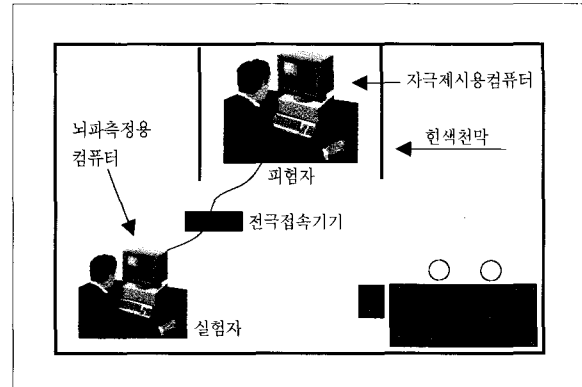 자극제시용컴퓨터
뇌파측정용
컴퓨터
흰색천막
피험자
전극접속기기
실험자